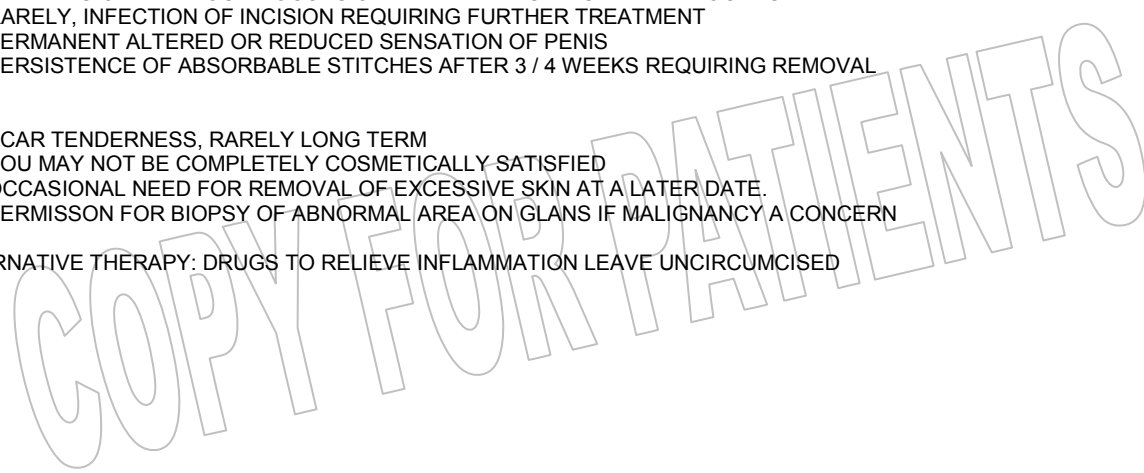 ARELY, INFECTION OF INCISION REQUIRING FURTHER TREATMENT
ERMANENT ALTERED OR REDUCED SENSATION OF PENIS
ERSISTENCE OF ABSORBABLE STITCHES AFTER 3 / 4 WEEKS REQUIRING REMOVAL
CAR TENDERNESS, RARELY LONG TERM
OU MAY NOT BE COMPLETELY COSMETICALLY SATISFIED
OCCASIONAL NEED FOR REMOVAL OF EXCESSIVE SKIN AT A LATER DATE.
ERMISSON FOR BIOPSY OF ABNORMAL AREA ON GLANS IF MALIGNANCY A CONCERN
RNATIVE THERAPY: DRUGS TO RELIEVE INFLAMMATION LEAVE UNCIRCUMCISED
COPY FOR PATIENTS